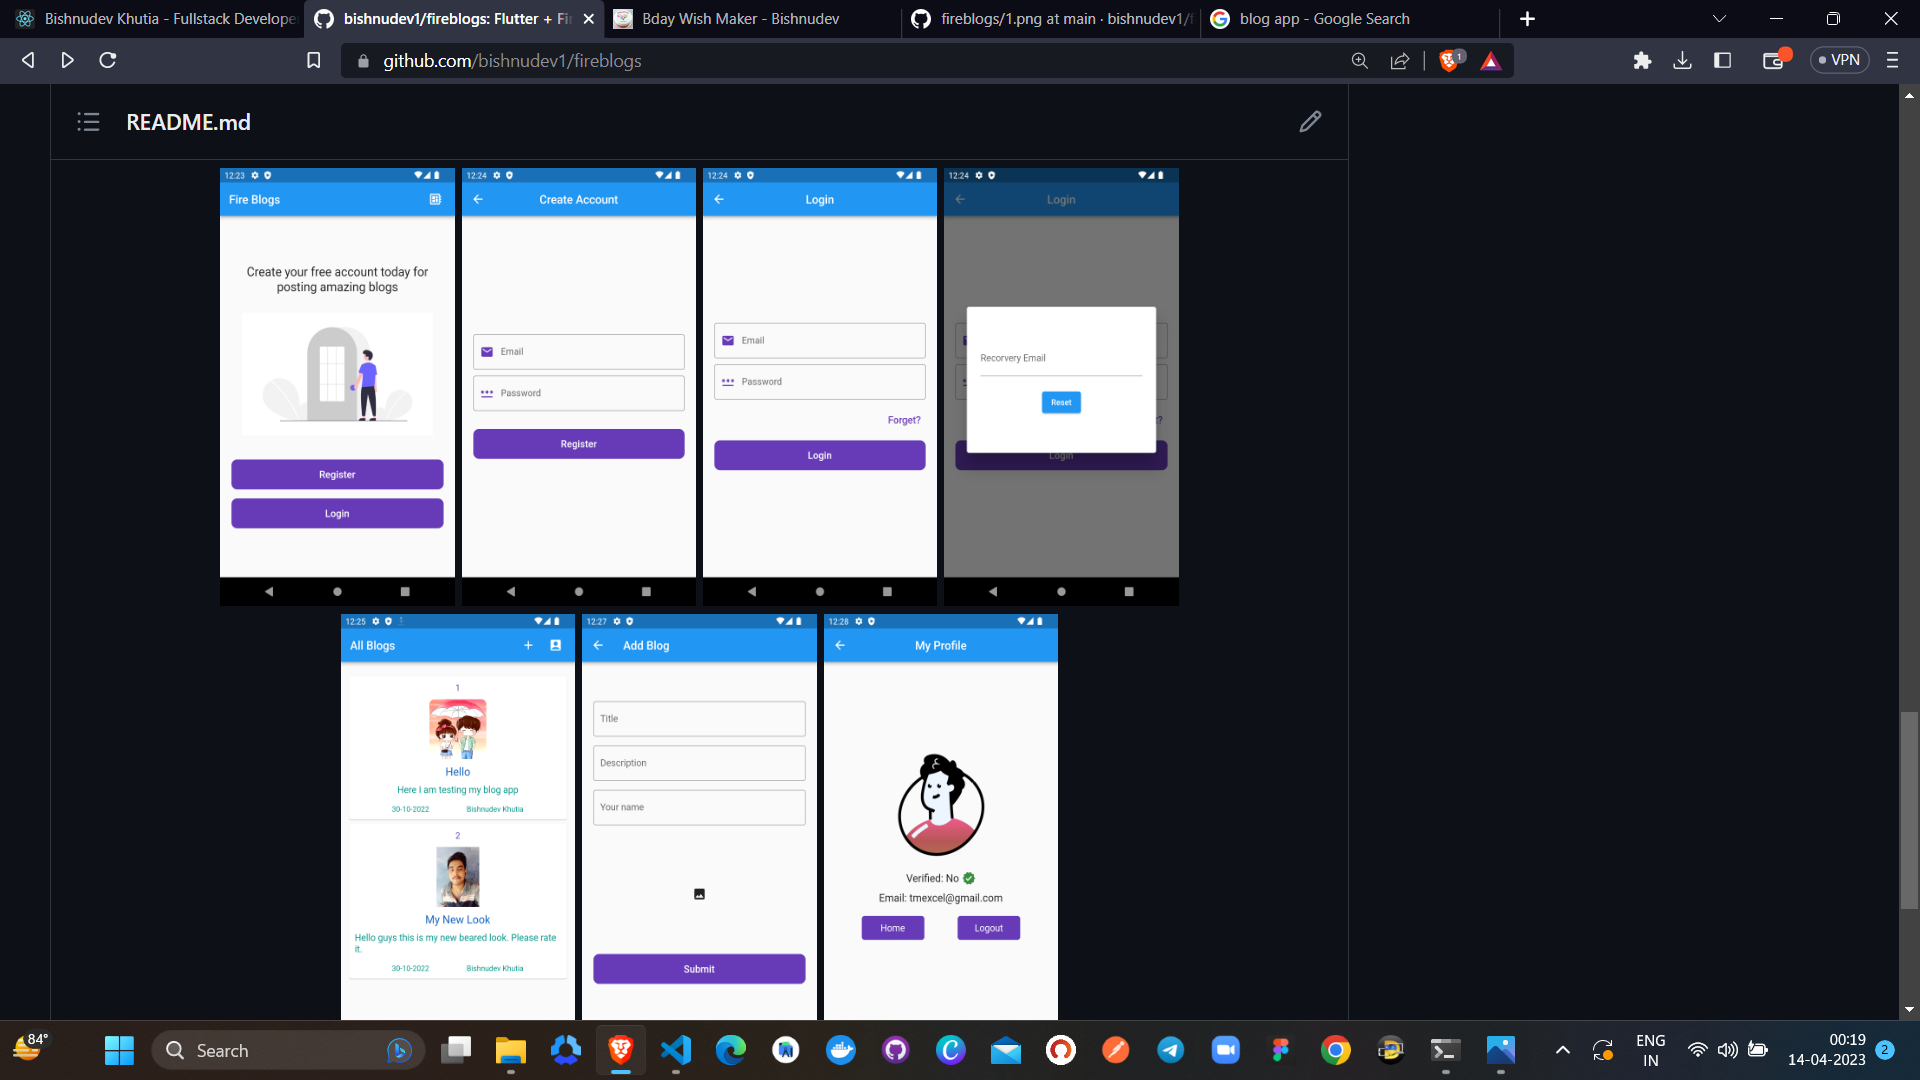 Bishnudev Khutia - Fullstack Develope
bishnudev1/fireblogs: Flutter + Fi
Bday Wish Maker - Bishnudev
fireblogs/1.png at main · bishnudev1/f
blog app - Google Search
github.com/bishnudev1/fireblogs
1
VPN
README.md
12:23
Fire Blogs
Create your free account today for
posting amazing blogs
Register
Login
12:24
Create Account
Email
Password
Register
12:24
Login
Email
Password
Forget?
Login
12:24
Login
Recorvery Email
Reset
?
Login
12:25
All Blogs
1
Hello
Here I am testing my blog app
30-10-2022 Bishnudev Khutia
2
My New Look
Hello guys this is my new beared look. Please rate
it.
30-10-2022 Bishnudev Khutia
12:27
Add Blog
Title
Description
Your name
Submit
12:28
My Profile
Verified: No
Email: tmexcel@gmail.com
Home
Logout
84°
Search
ENG
IN
00:19
14-04-2023
2